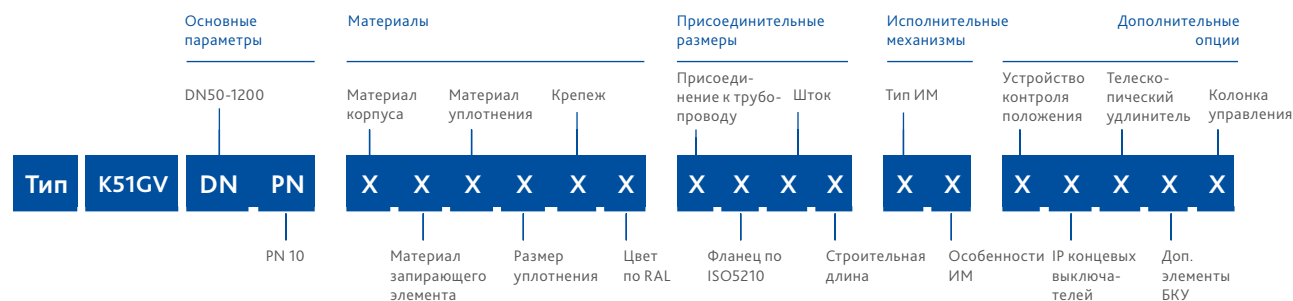 Основные
параметры
Материалы
Присоединительные
размеры
Исполнительные
механизмы
Дополнительные
опции
DN50-1200
Материал
корпуса
Материал
уплотнения
Крепеж
Присоеди-
нение к трубо-
проводу
Шток
Тип ИМ
Устройство
контроля
положения
Телеско-
пический
удлинитель
Колонка
управления
Тип K51GV DN PN X X X X X X X X X X X X X X X X X
PN 10
Материал
запирающего
элемента
Размер
уплотнения
Цвет
по RAL
Фланец по
ISO5210
Строительная
длина
Особенности
ИМ
IP концевых
выключа-
телей
Доп.
элементы
БКУ